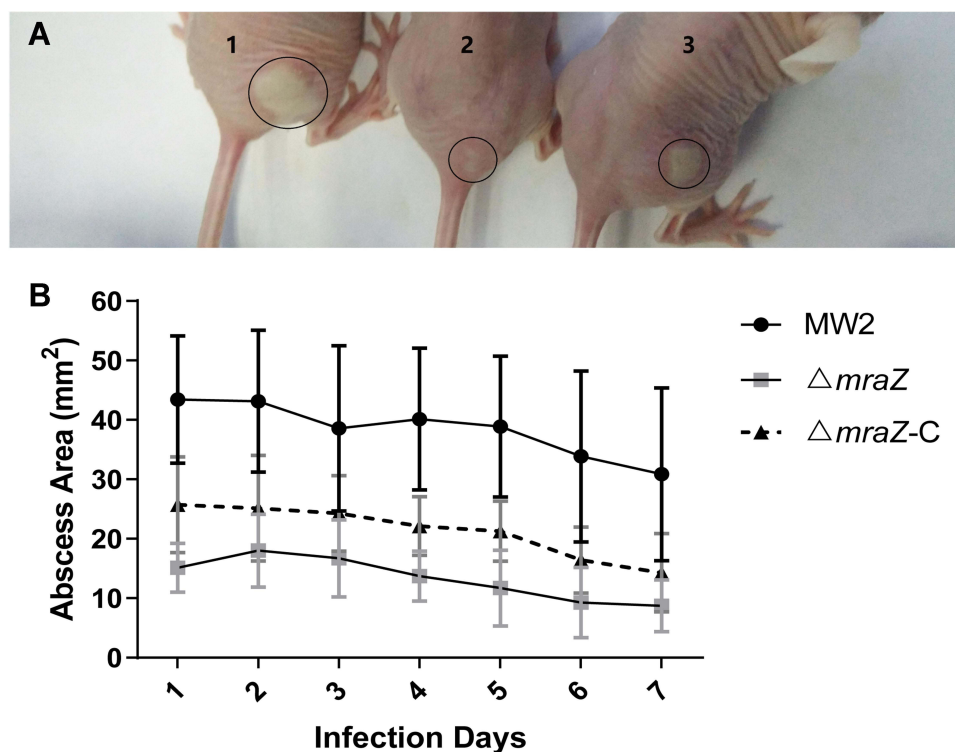 A
1 2 3
B
Abscess Area (mm²)
60
50
40
30
20
10
0
1 2 3 4 5 6 7
Infection Days
MW2
△mraZ
△mraZ-C